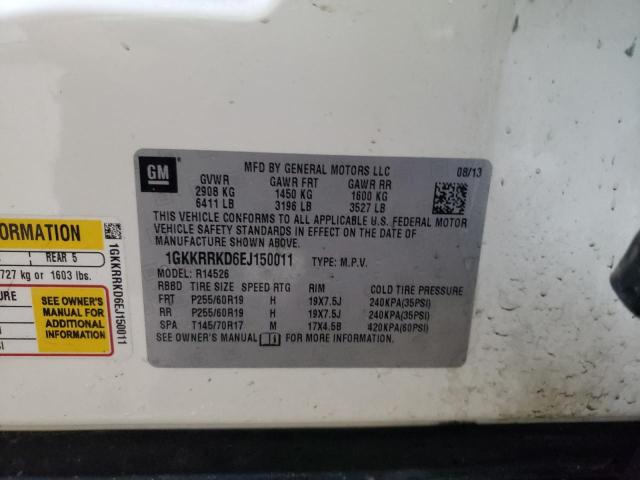 GM
MFD BY GENERAL MOTORS LLC
08/13
GVWR GAWR FRT GAWR RR
2908 KG 1450 KG 1600 KG
6411 LB 3196 LB 3527 LB
THIS VEHICLE CONFORMS TO ALL APPLICABLE U.S. FEDERAL MOTOR
VEHICLE SAFETY STANDARDS IN EFFECT ON THE DATE OF
MANUFACTURE SHOWN ABOVE.
1GKKRRKD6EJ150011 TYPE: M.P.V.
MODEL: R14526
RBBD TIRE SIZE SPEED RTG RIM COLD TIRE PRESSURE
FRT P255/60R19 H 19X7.5J 240KPA(35PSI)
RR P255/60R19 H 19X7.5J 240KPA(35PSI)
SPA T145/70R17 M 17X4.5B 420KPA(60PSI)
SEE OWNER'S MANUAL FOR MORE INFORMATION.
ORMATION
REAR 5
727 kg or 1603 lbs.
URE
SEE OWNER'S
MANUAL FOR
ADDITIONAL
INFORMATION
1GKKRRKD6EJ150011